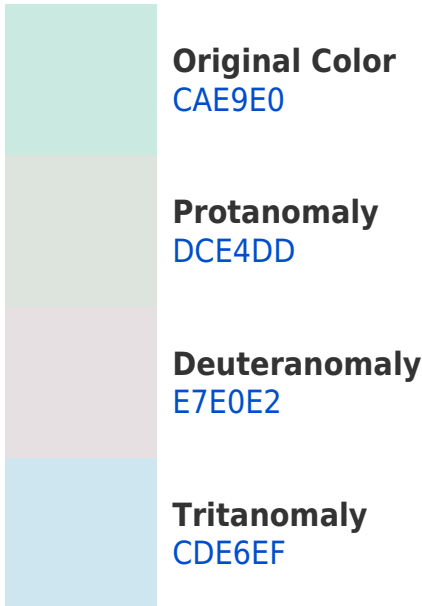 Original Color
CAE9E0
Protanomaly
DCE4DD
Deuteranomaly
E7E0E2
Tritanomaly
CDE6EF